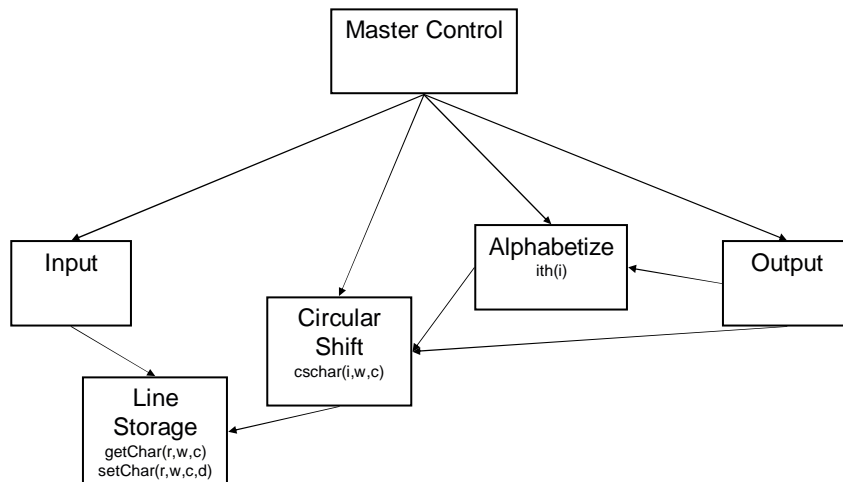 Master Control
Input
Alphabetize
ith(i)
Output
Circular
Shift
cschar(i,w,c)
Line
Storage
getChar(r,w,c)
setChar(r,w,c,d)